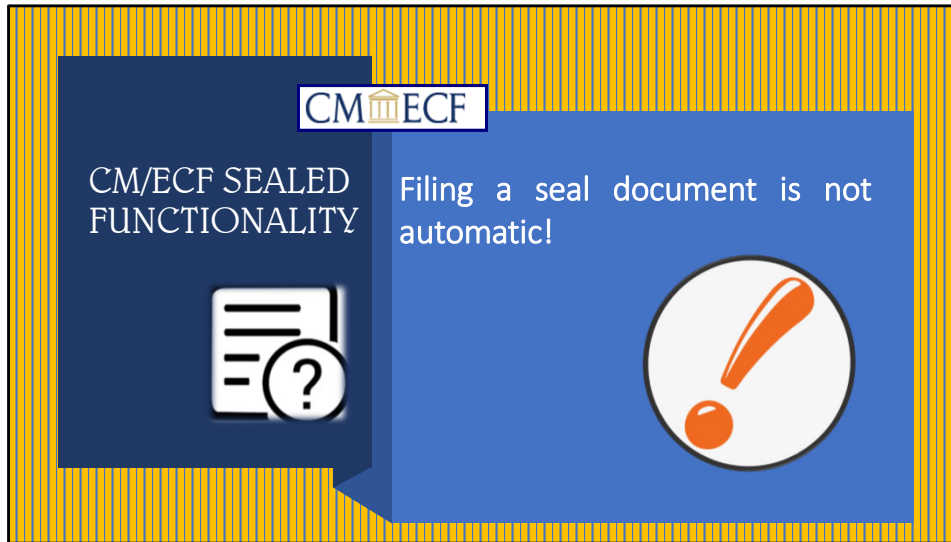 CM ECF
CM/ECF SEALED
FUNCTIONALITY
Filing a seal document is not
automatic!
?